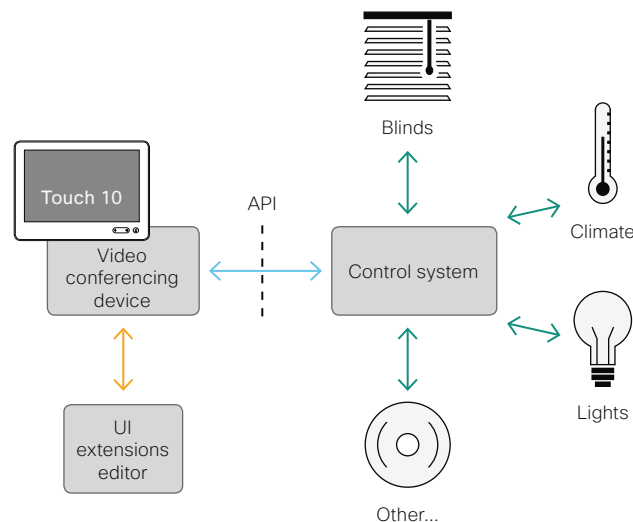 Blinds
Touch 10
API
Climate
Video
conferencing
device
Control system
Lights
UI
extensions
editor
Other...